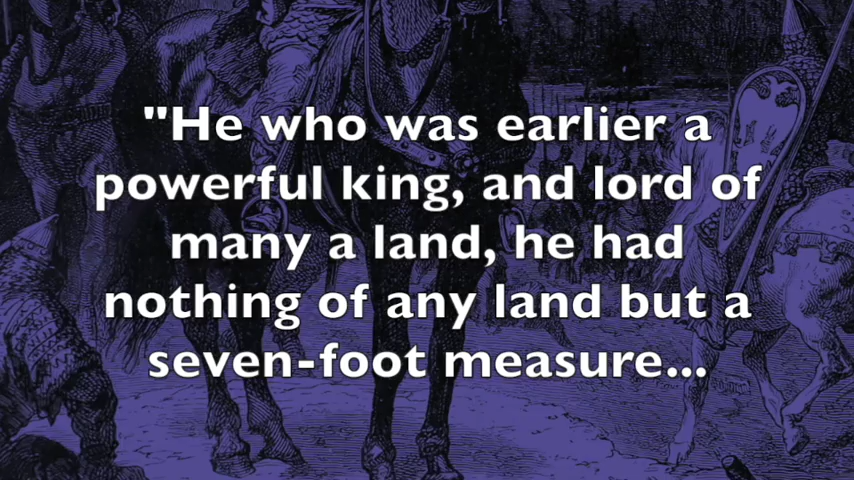 "He who was earlier a
powerful king, and lord of
many a land, he had
nothing of any land but a
seven-foot measure...